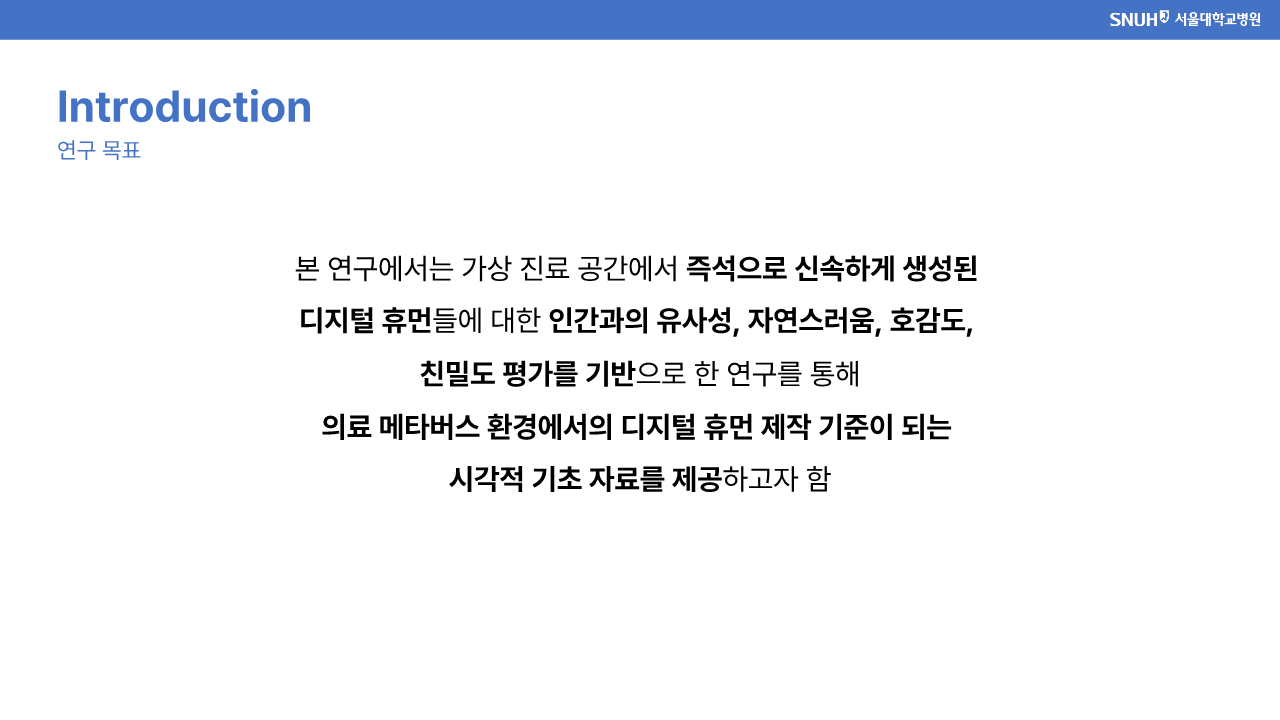 SNUH 서울대학교병원
Introduction
연구 목표
본 연구에서는 가상 진료 공간에서 즉석으로 신속하게 생성된
디지털 휴먼들에 대한 인간과의 유사성, 자연스러움, 호감도,
친밀도 평가를 기반으로 한 연구를 통해
의료 메타버스 환경에서의 디지털 휴먼 제작 기준이 되는
시각적 기초 자료를 제공하고자 함